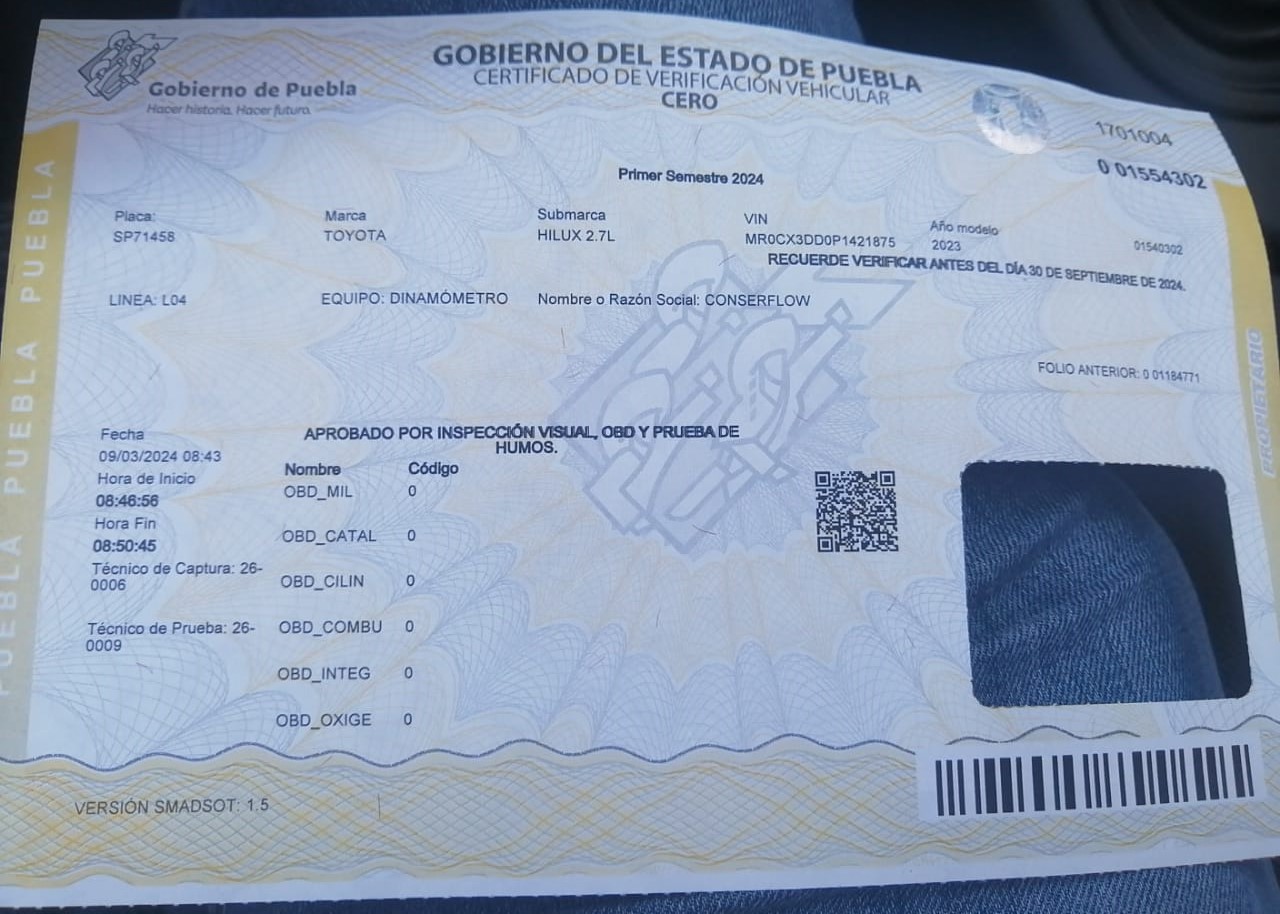 GOBIERNO DEL ESTADO DE PUEBLA
CERTIFICADO DE VERIFICACIÓN VEHICULAR
CERO
Gobierno de Puebla
Hacer historia. Hacer futuro.
1701004
0 01554302
Primer Semestre 2024
Placa: Marca Submarca VIN Año modelo
SP71458 TOYOTA HILUX 2.7L MR0CX3DD0P1421875 2023 01540302
RECUERDE VERIFICAR ANTES DEL DÍA 30 DE SEPTIEMBRE DE 2024.
LINEA: L04 EQUIPO: DINAMÓMETRO Nombre o Razón Social: CONSERFLOW
FOLIO ANTERIOR: 0 01184771
APROBADO POR INSPECCIÓN VISUAL, OBD Y PRUEBA DE
HUMOS.
Fecha
09/03/2024 08:43
Hora de Inicio
08:46:56
Hora Fin
08:50:45
Técnico de Captura: 26-
0006
Técnico de Prueba: 26-
0009
Nombre Código
OBD_MIL 0
OBD_CATAL 0
OBD_CILIN 0
OBD_COMBU 0
OBD_INTEG 0
OBD_OXIGE 0
VERSIÓN SMADSOT: 1.5
PUEBLA PUEBLA PUEBLA PUEBLA
PROPIETARIO